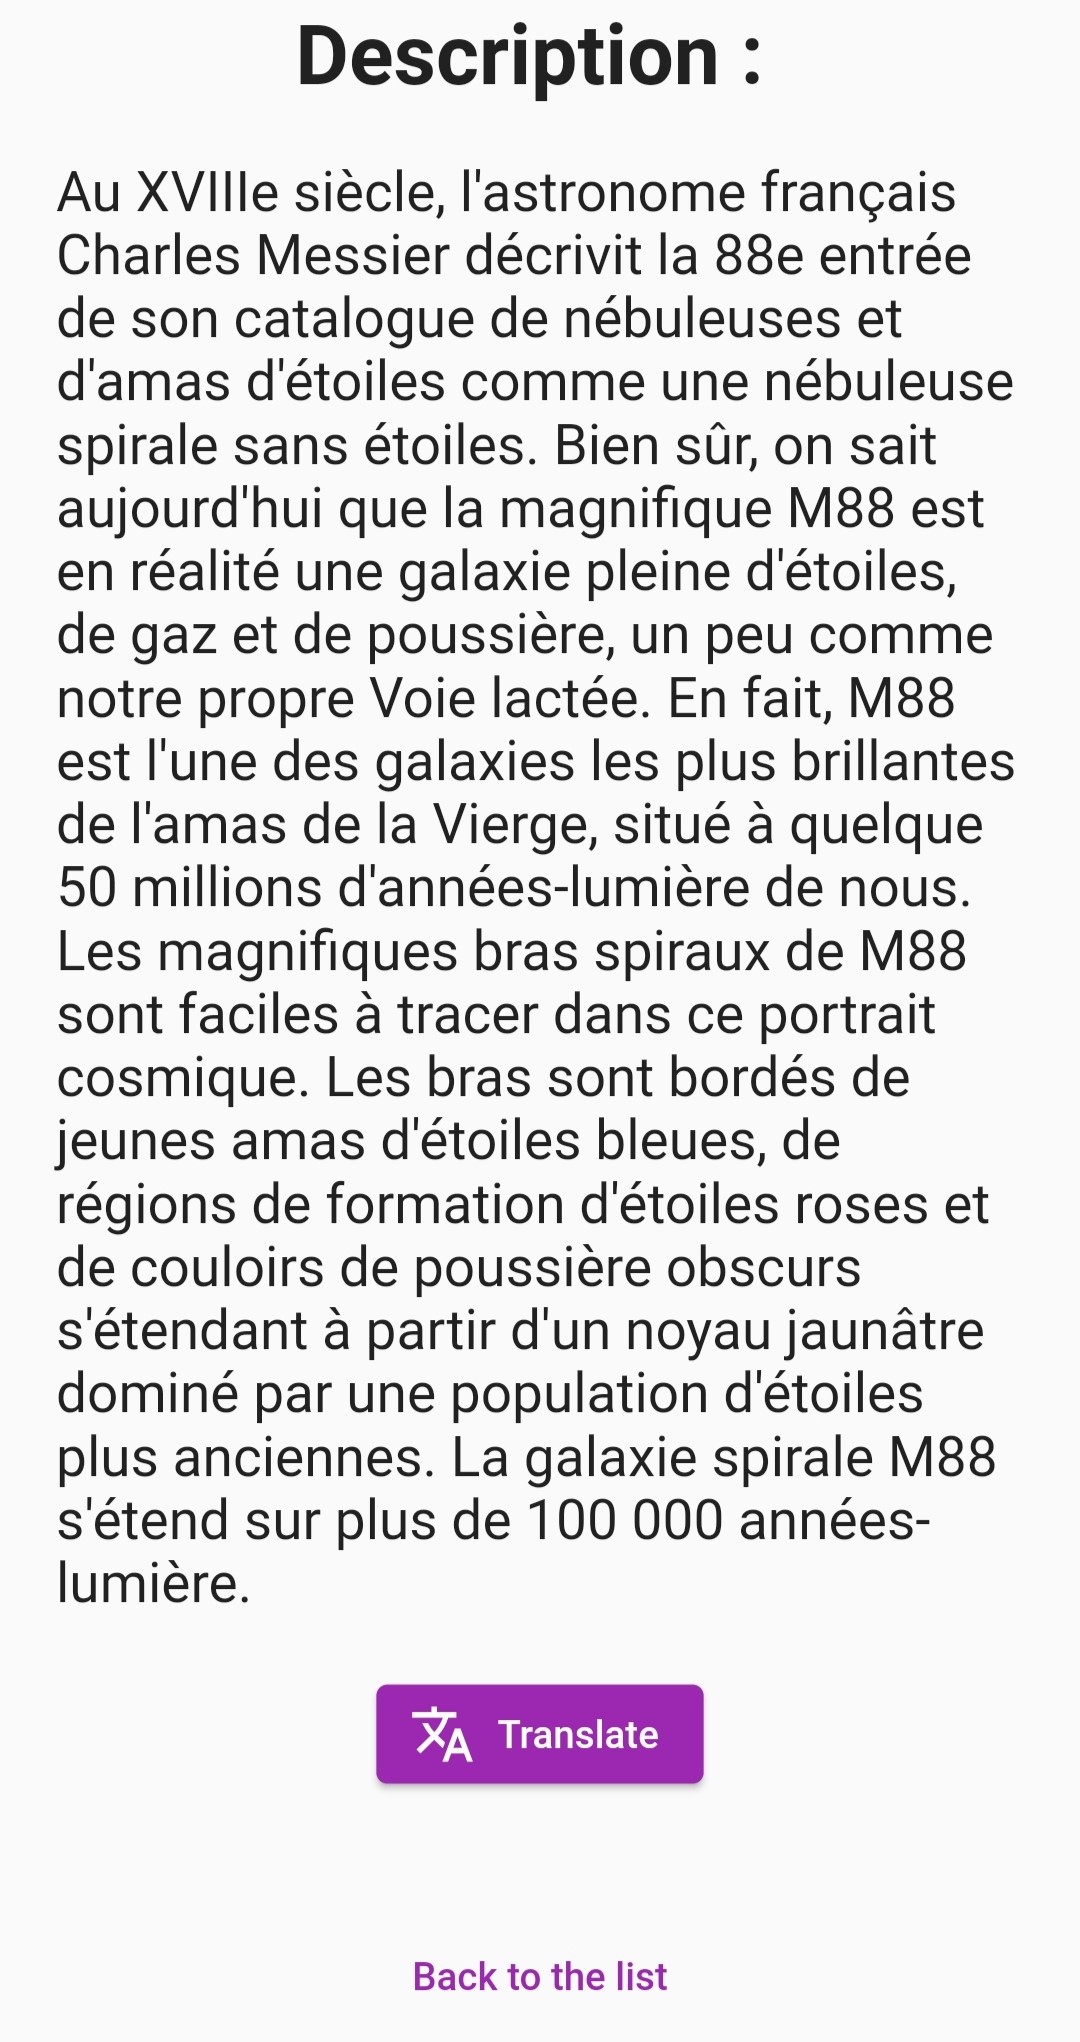 Description :
Au XVIIIe siècle, l'astronome français
Charles Messier décrivit la 88e entrée
de son catalogue de nébuleuses et
d'amas d'étoiles comme une nébuleuse
spirale sans étoiles. Bien sûr, on sait
aujourd'hui que la magnifique M88 est
en réalité une galaxie pleine d'étoiles,
de gaz et de poussière, un peu comme
notre propre Voie lactée. En fait, M88
est l'une des galaxies les plus brillantes
de l'amas de la Vierge, situé à quelque
50 millions d'années-lumière de nous.
Les magnifiques bras spiraux de M88
sont faciles à tracer dans ce portrait
cosmique. Les bras sont bordés de
jeunes amas d'étoiles bleues, de
régions de formation d'étoiles roses et
de couloirs de poussière obscurs
s'étendant à partir d'un noyau jaunâtre
dominé par une population d'étoiles
plus anciennes. La galaxie spirale M88
s'étend sur plus de 100 000 années-
lumière.
Translate
Back to the list